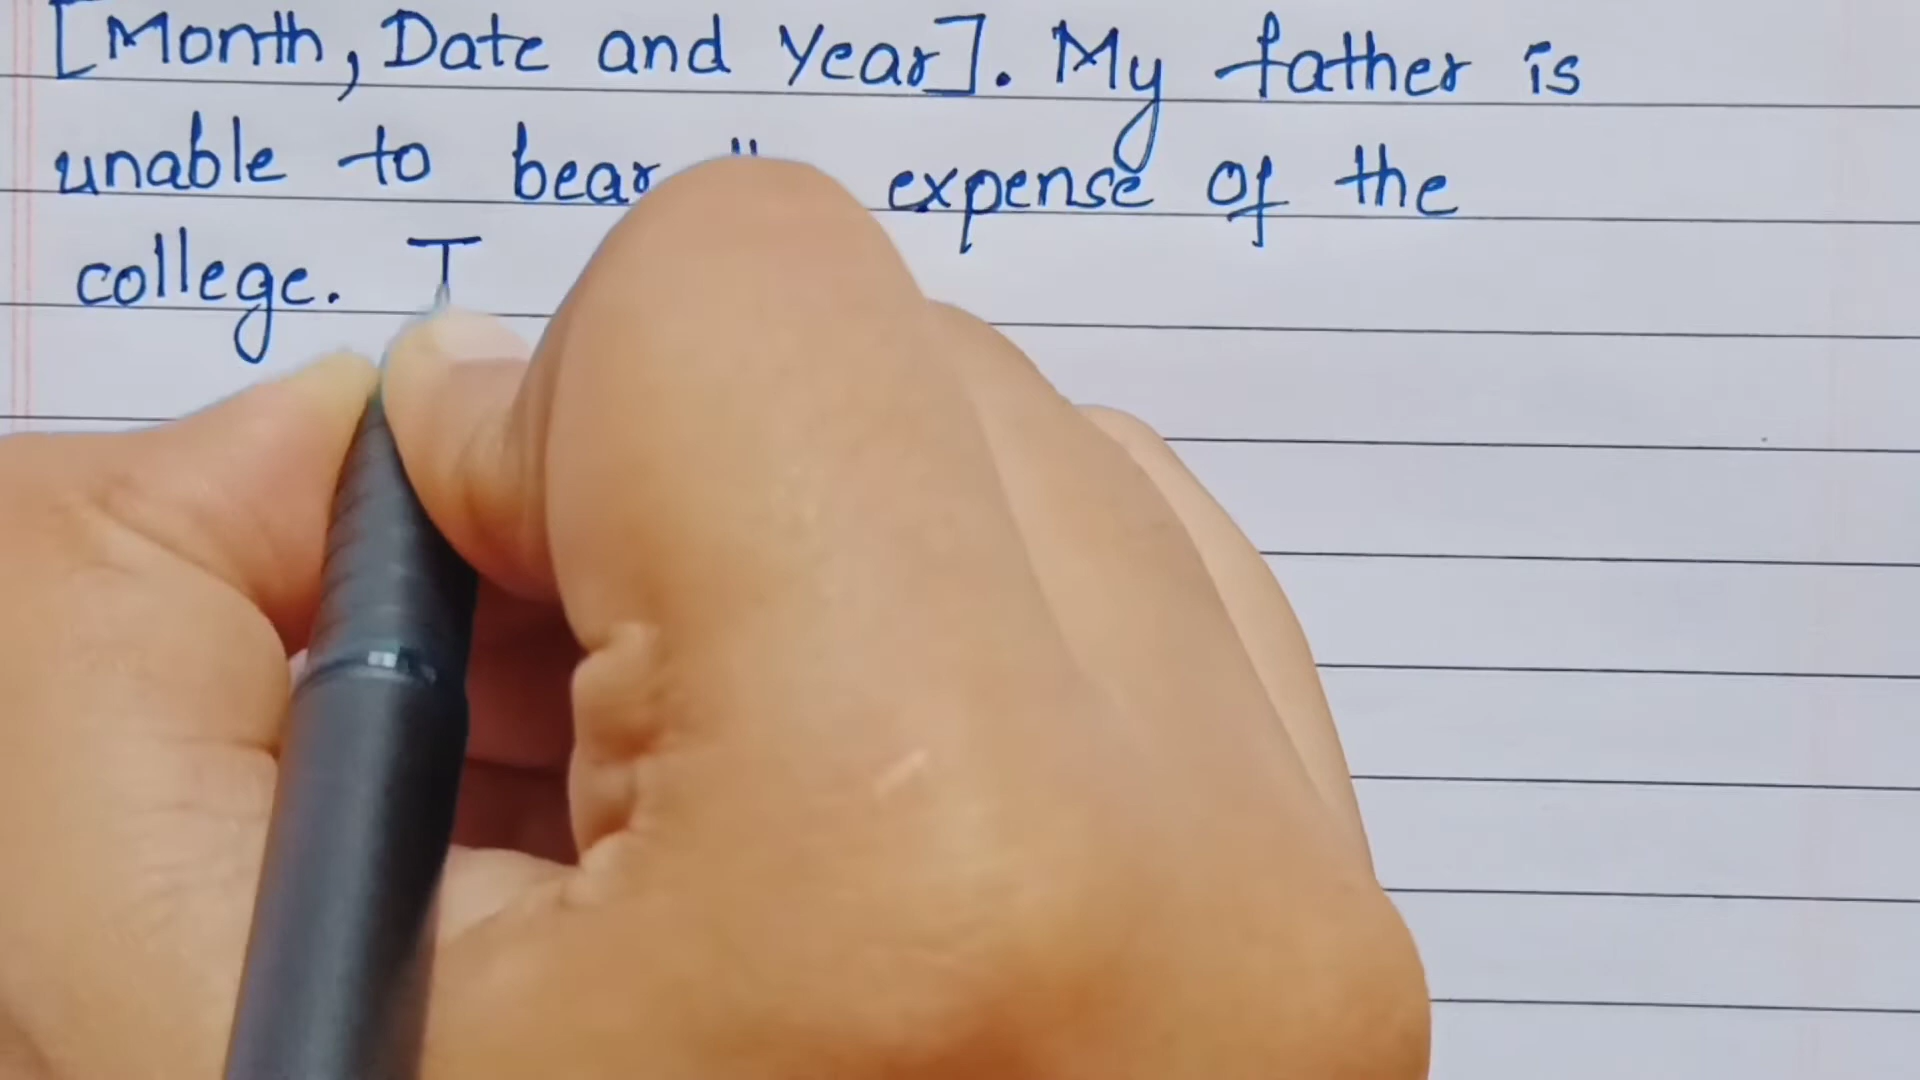 [Month, Date and Year]. My father is
unable to bear expense of the
college.